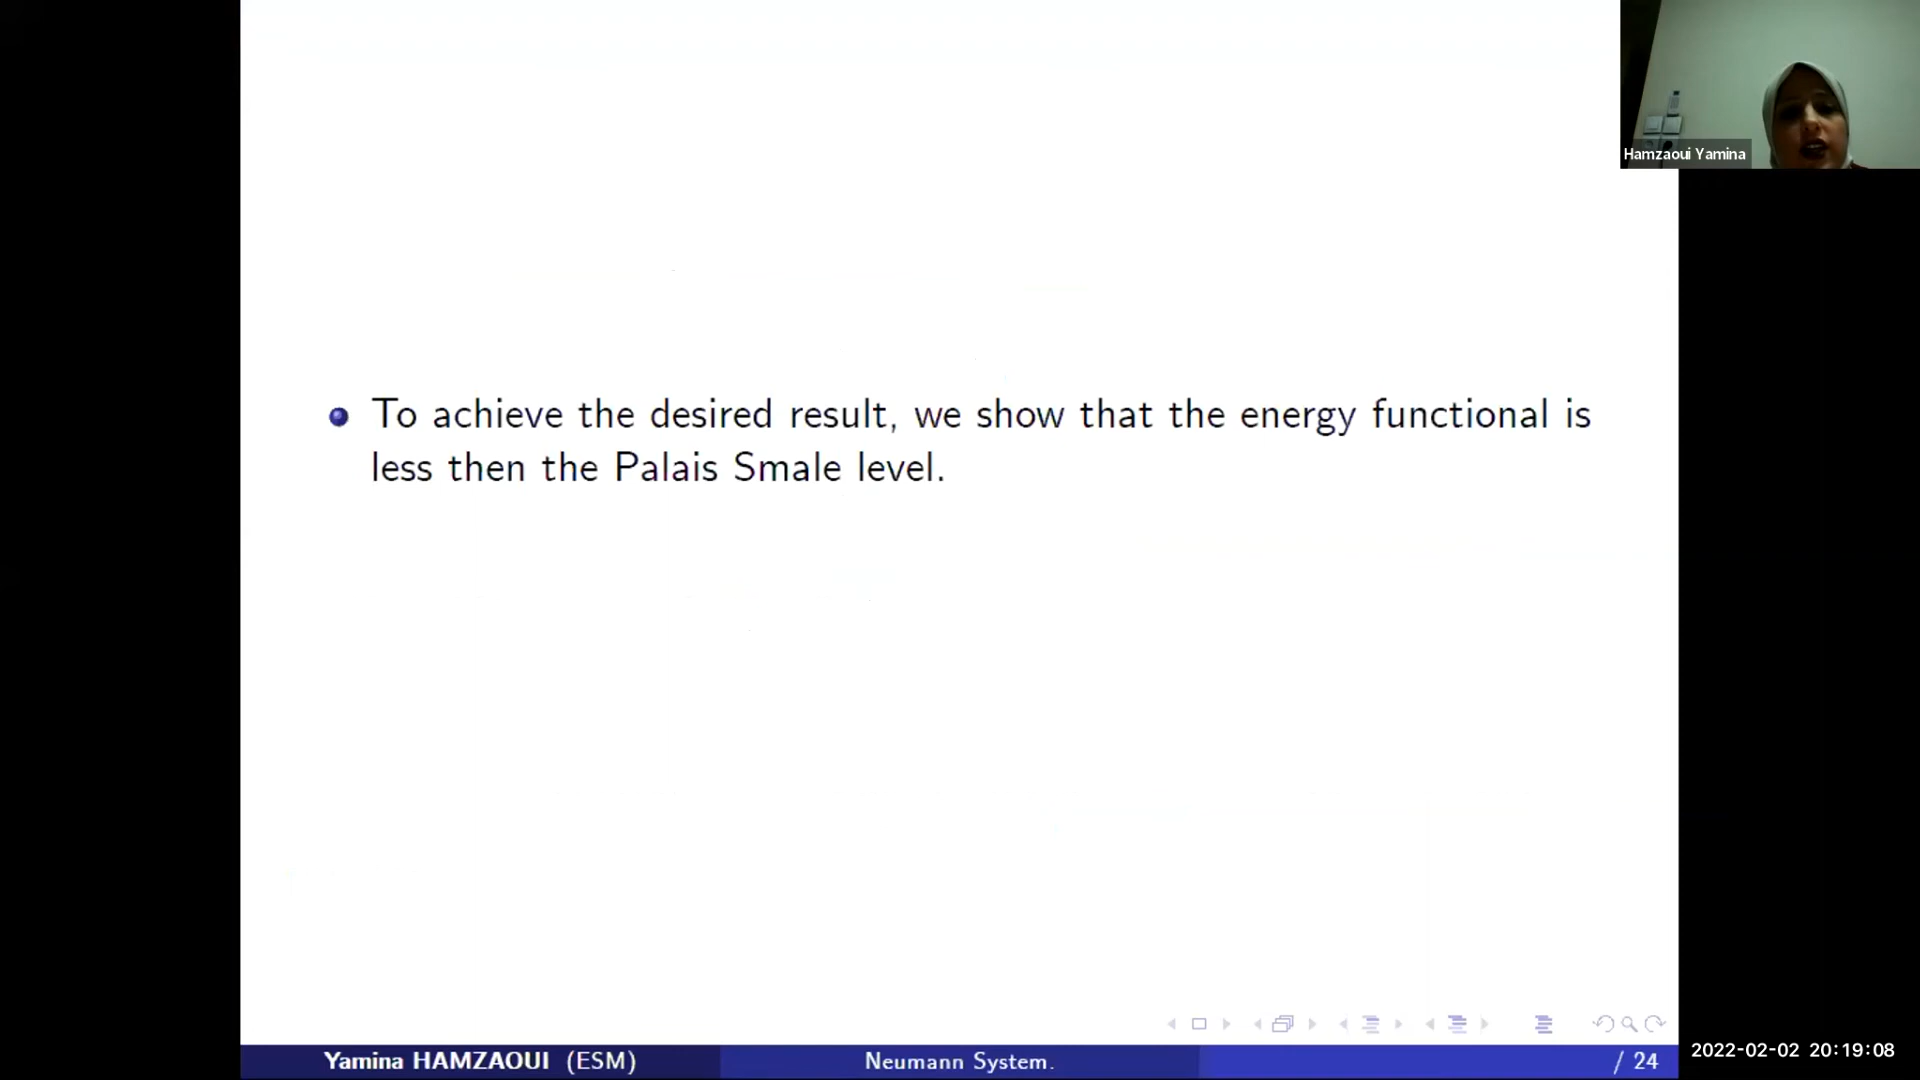 Hamzaoui Yamina
To achieve the desired result, we show that the energy functional is
less then the Palais Smale level.
Yamina HAMZAOUI (ESM)
Neumann System.
/ 24
2022-02-02 20:19:08